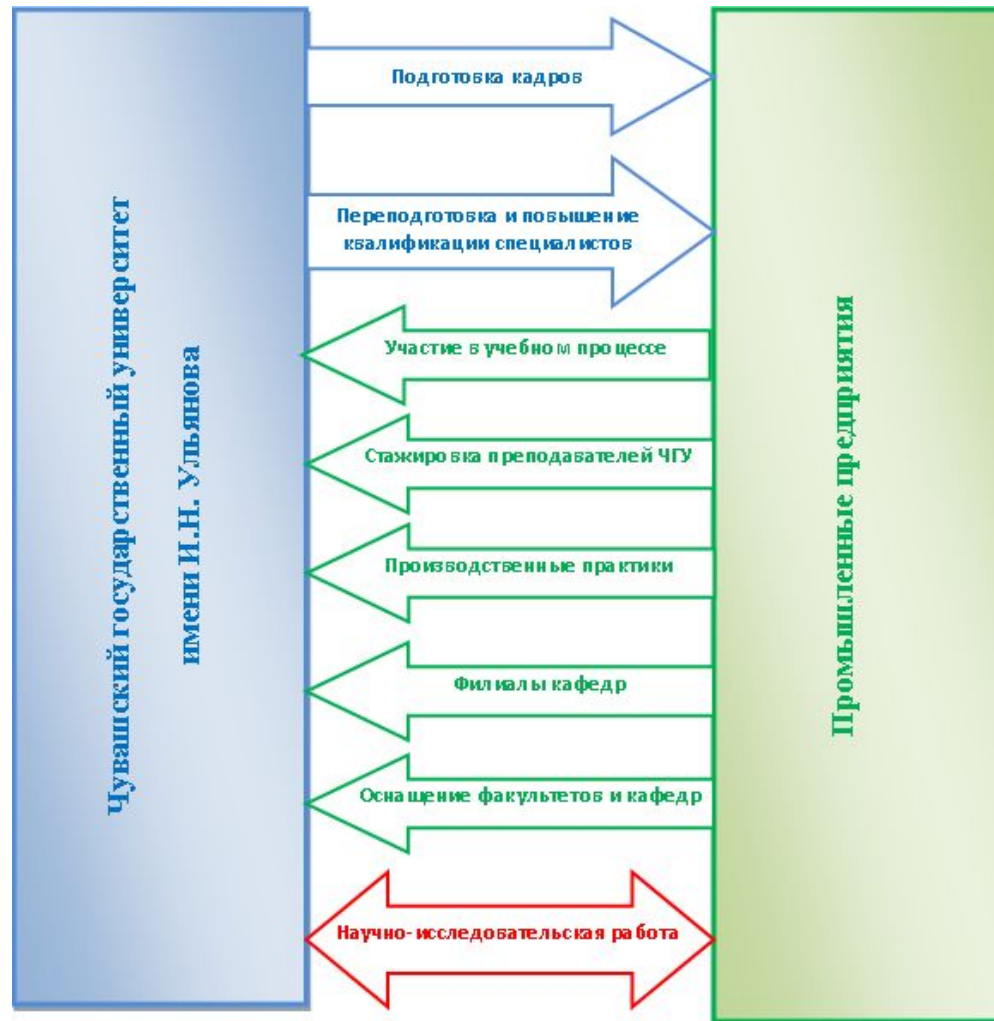 Чувашский государственный университет
имени И.Н. Ульянова
Подготовка кадров
Переподготовка и повышение
квалификации специалистов
Участие в учебном процессе
Стажировка преподавателей ЧГУ
Производственные практики
Филиалы кафедр
Оснащение факультетов и кафедр
Научно-исследовательская работа
Промышленные предприятия